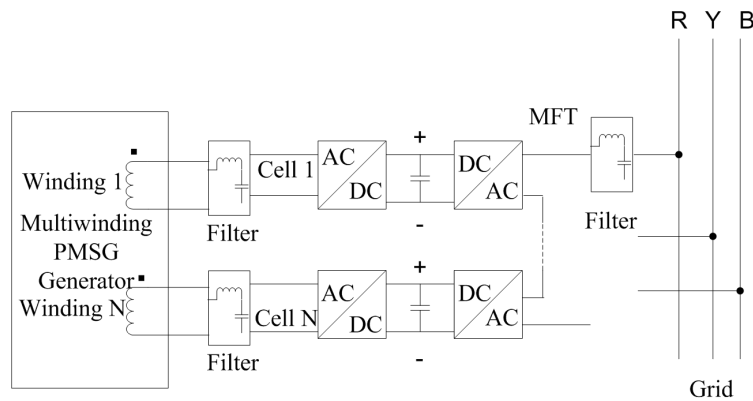 R Y B
MFT
Winding 1
Multiwinding
PMSG
Generator
Winding N
Filter
Cell 1
AC
DC
+
-
DC
AC
Filter
Filter
Cell N
AC
DC
+
-
DC
AC
Grid